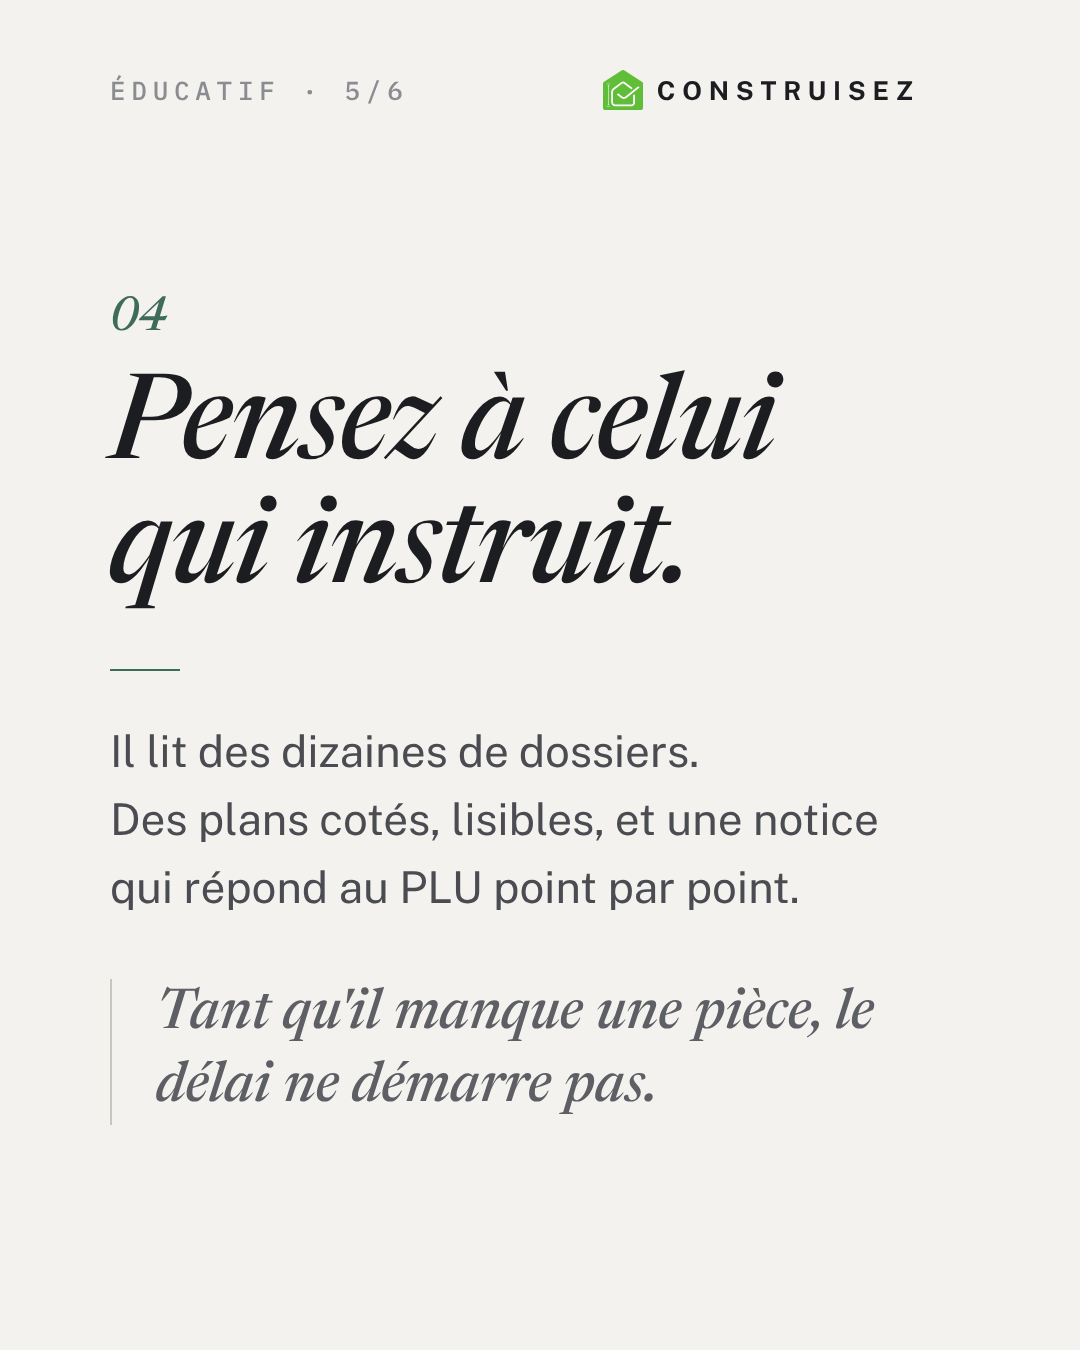 ÉDUCATIF · 5/6
CONSTRUISEZ
04
Pensez à celui
qui instruit.
Il lit des dizaines de dossiers.
Des plans cotés, lisibles, et une notice
qui répond au PLU point par point.
Tant qu'il manque une pièce, le
délai ne démarre pas.